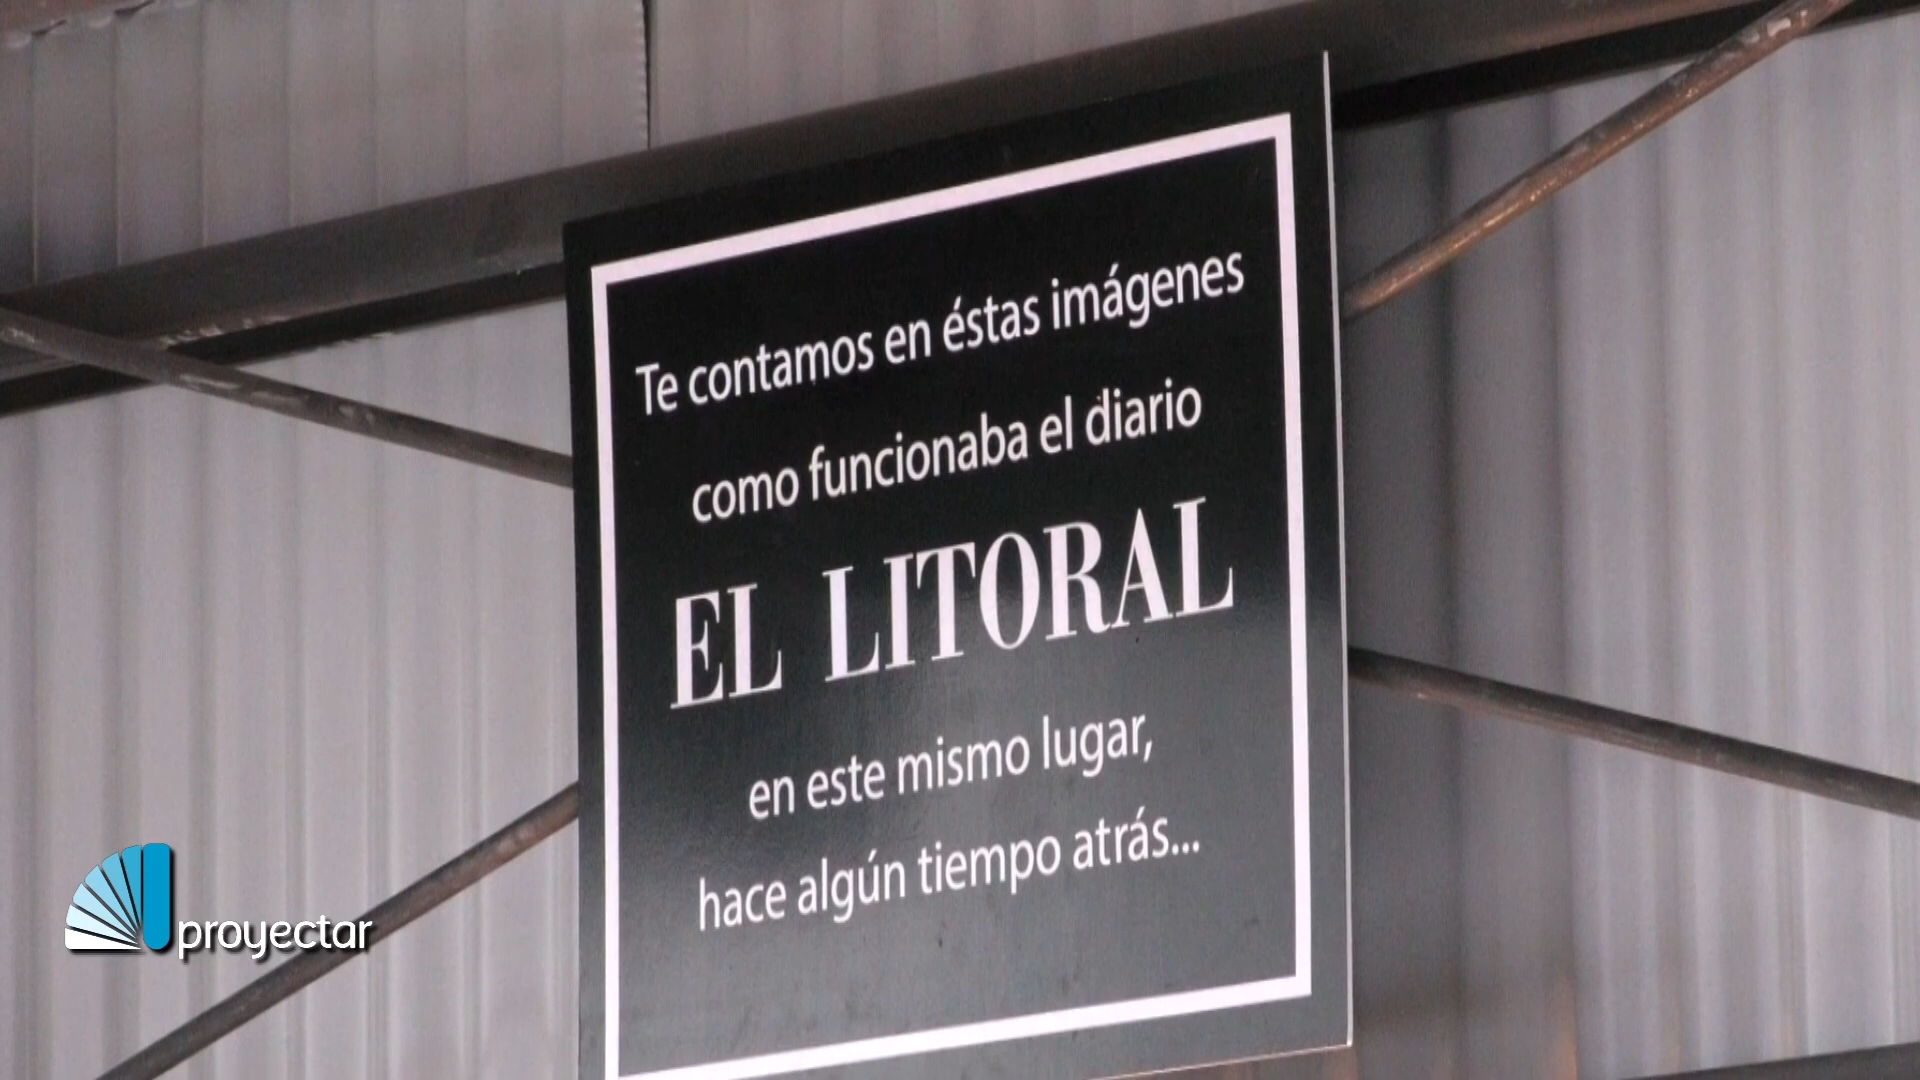 Te contamos en éstas imágenes
como funcionaba el diario
EL LITORAL
en este mismo lugar,
hace algún tiempo atrás...
proyectar